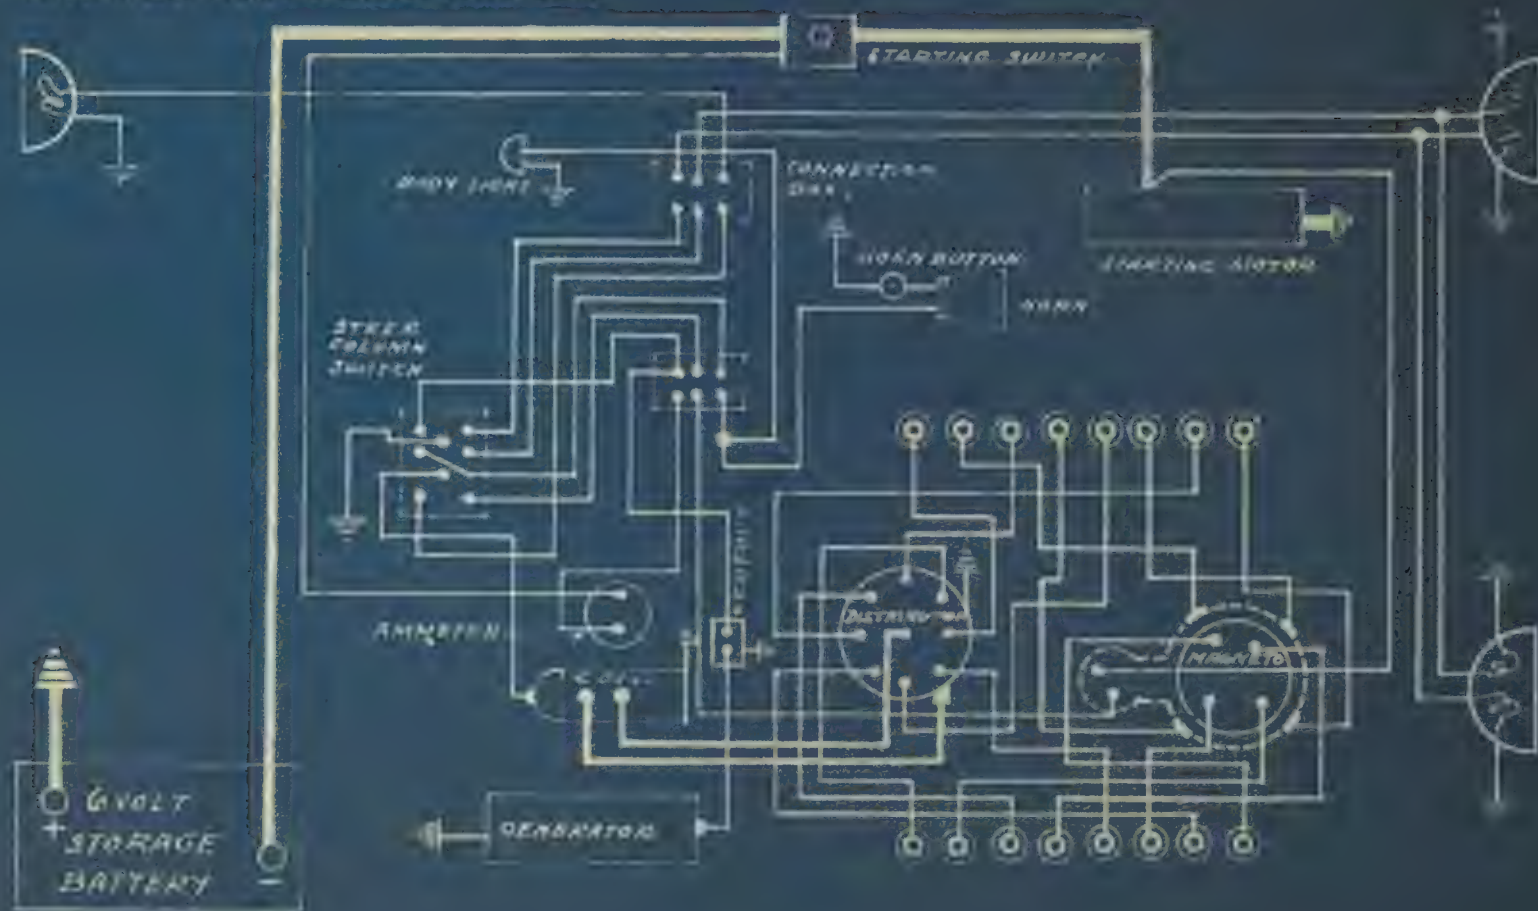 STARTING SWITCH
BODY LIGHT
CONNECTION
BOX
HORN BUTTON
HORN
STARTING MOTOR
STEER
COLUMN
SWITCH
AMMETER
COIL
DISTRIBUTOR
MAGNETO
GENERATOR
6 VOLT
+
STORAGE
BATTERY
-